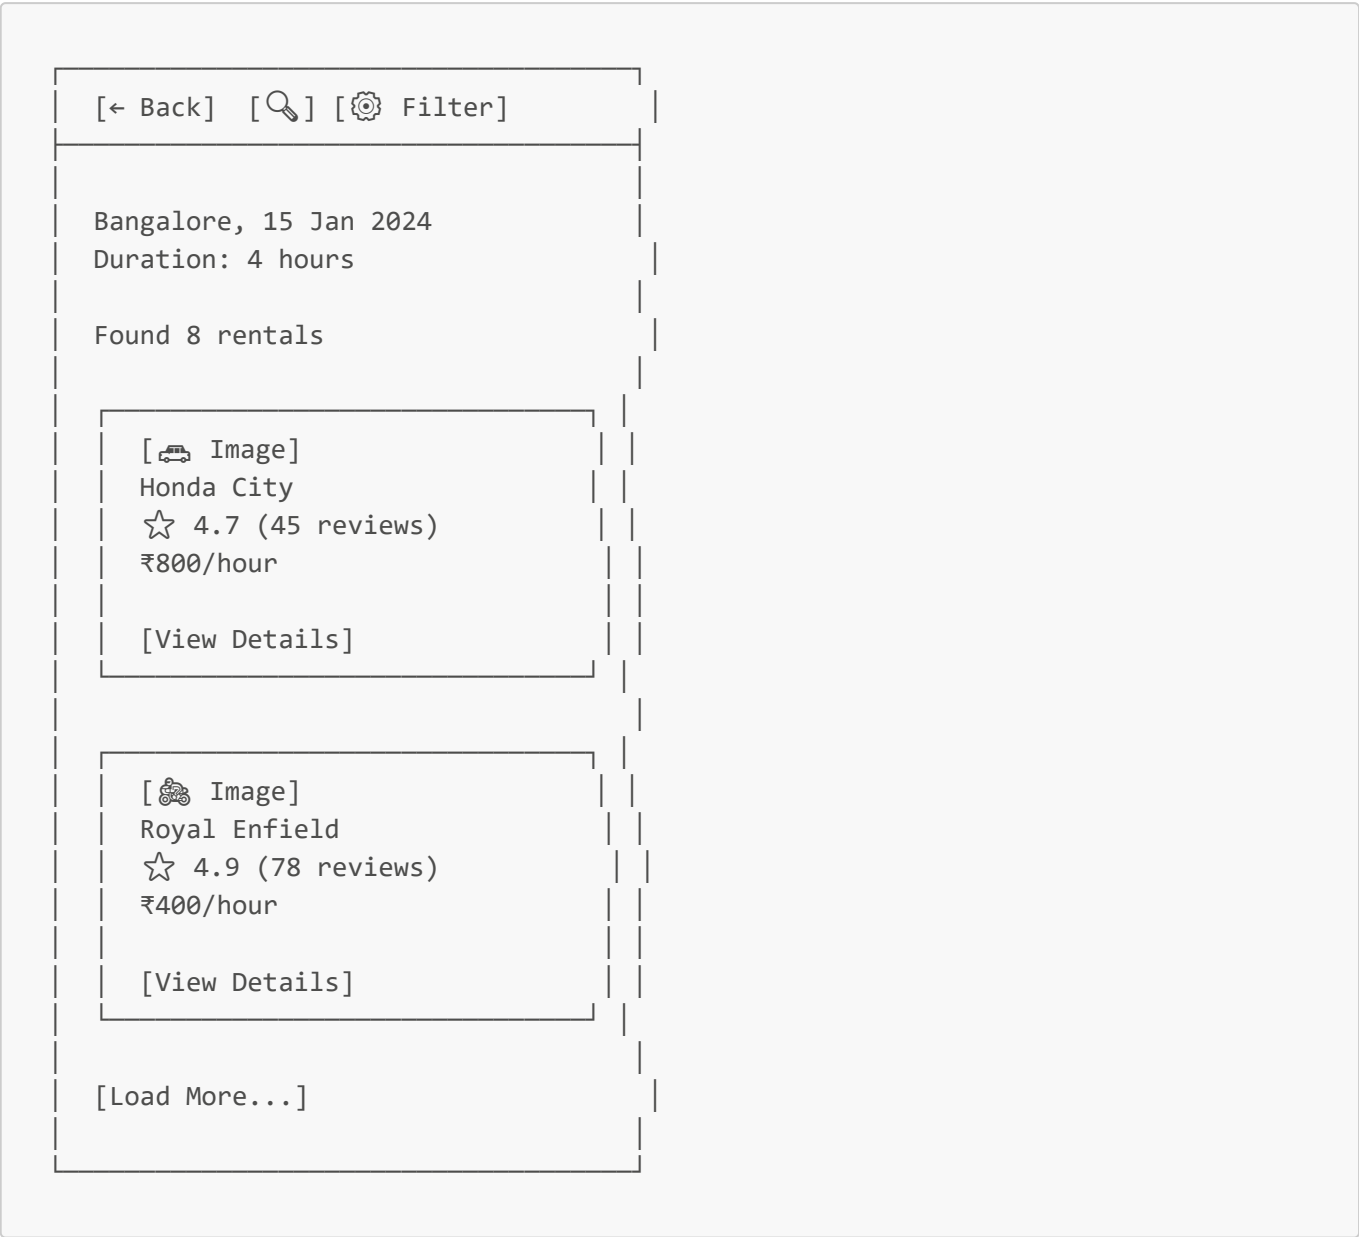 [← Back] [🔍] [⚙ Filter]
Bangalore, 15 Jan 2024
Duration: 4 hours
Found 8 rentals
[🚗 Image]
Honda City
☆ 4.7 (45 reviews)
₹800/hour
[View Details]
[🏍 Image]
Royal Enfield
☆ 4.9 (78 reviews)
₹400/hour
[View Details]
[Load More...]